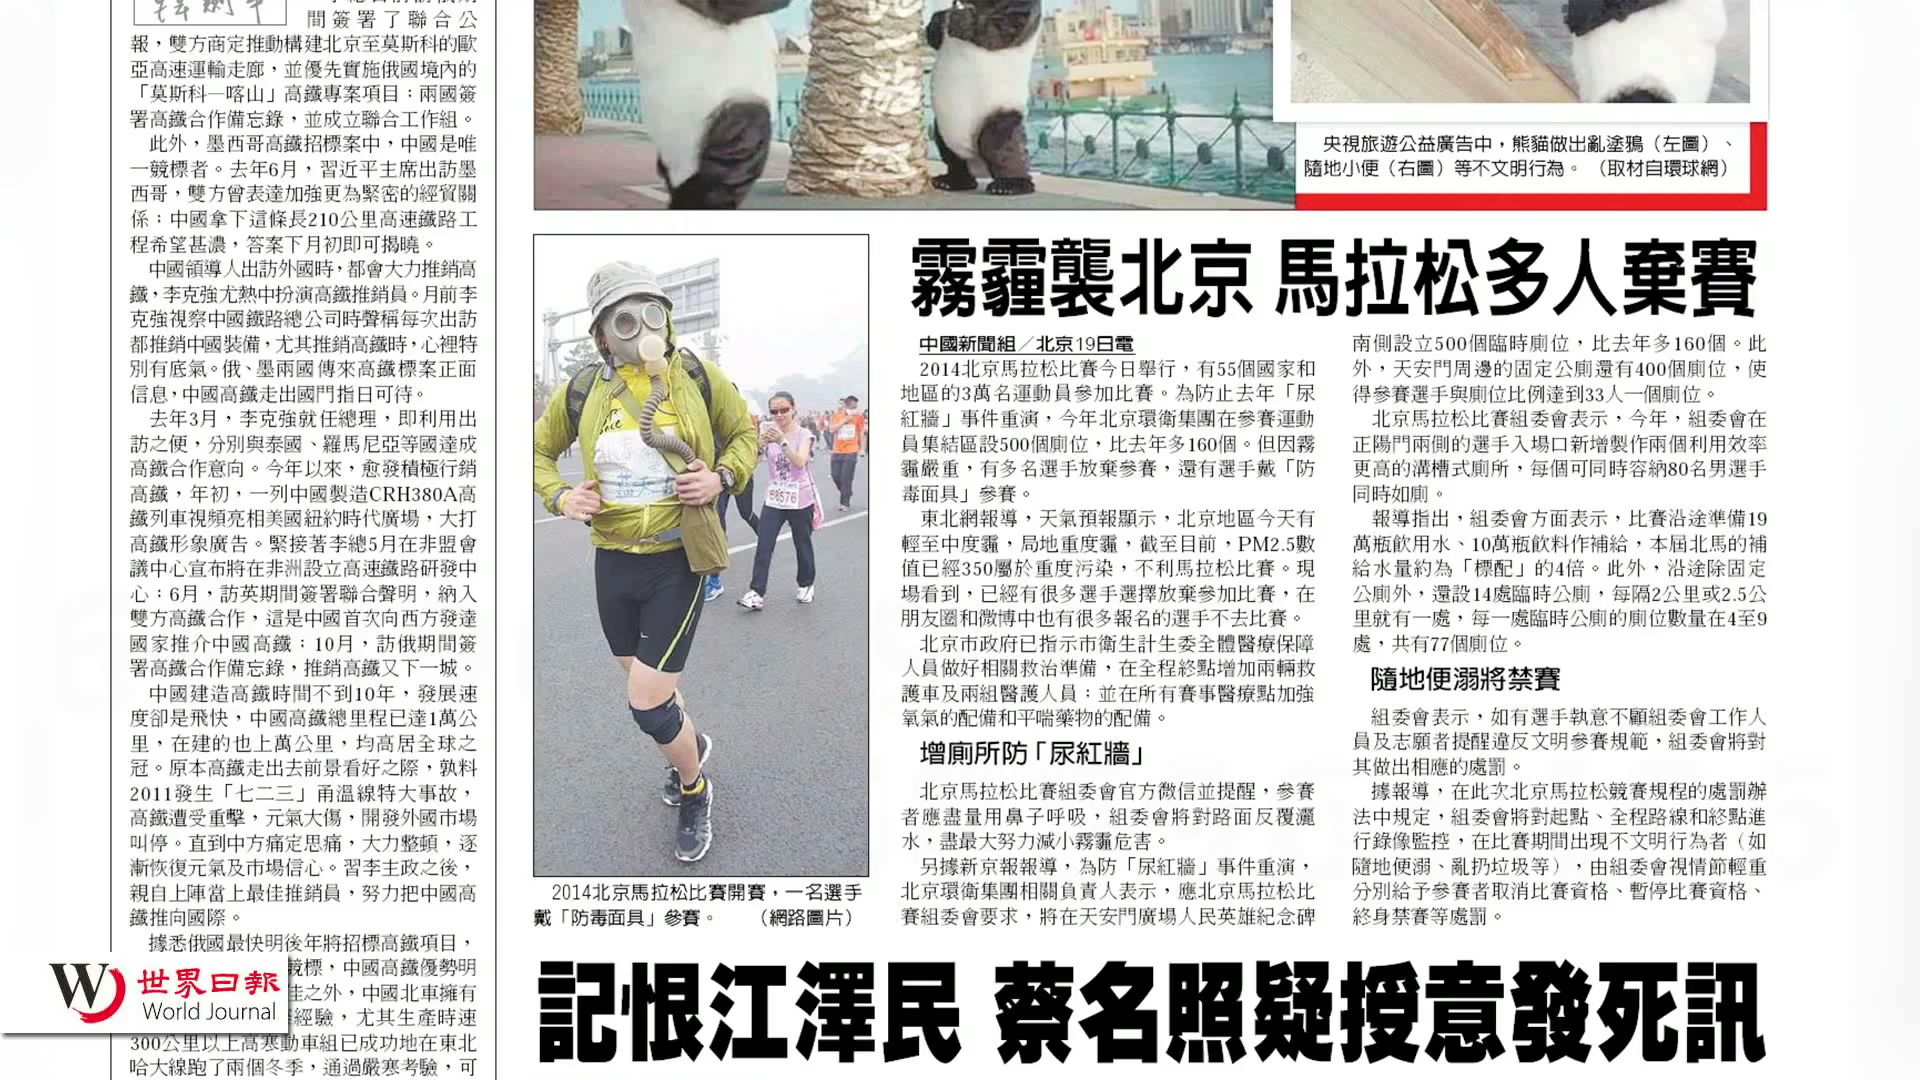 間簽署了聯合公
報，雙方商定推動構建北京至莫斯科的歐
亞高速運輸走廊，並優先實施俄國境內的
「莫斯科—喀山」高鐵專案項目；兩國簽
署高鐵合作備忘錄，並成立聯合工作組。
此外，墨西哥高鐵招標案中，中國是唯
一競標者。去年6月，習近平主席出訪墨
西哥，雙方曾表達加強更為緊密的經貿關
係；中國拿下這條長210公里高速鐵路工
程希望甚濃，答案下月初即可揭曉。
中國領導人出訪外國時，都會大力推銷高
鐵，李克強尤熱中扮演高鐵推銷員。月前李
克強視察中國鐵路總公司時聲稱每次出訪
都推銷中國裝備，尤其推銷高鐵時，心裡特
別有底氣。俄、墨兩國傳來高鐵標案正面
信息，中國高鐵走出國門指日可待。
去年3月，李克強就任總理，即利用出
訪之便，分別與泰國、羅馬尼亞等國達成
高鐵合作意向。今年以來，愈發積極行銷
高鐵，年初，一列中國製造CRH380A高
鐵列車視頻亮相美國紐約時代廣場，大打
高鐵形象廣告。緊接著李總5月在非盟會
議中心宣布將在非洲設立高速鐵路研發中
心；6月，訪英期間簽署聯合聲明，納入
雙方高鐵合作，這是中國首次向西方發達
國家推介中國高鐵；10月，訪俄期間簽
署高鐵合作備忘錄，推銷高鐵又下一城。
中國建造高鐵時間不到10年，發展速
度卻是飛快，中國高鐵總里程已達1萬公
里，在建的也上萬公里，均高居全球之
冠。原本高鐵走出去前景看好之際，孰料
2011發生「七二三」甬溫線特大事故，
高鐵遭受重擊，元氣大傷，開發外國市場
叫停。直到中方痛定思痛，大力整頓，逐
漸恢復元氣及市場信心。習李主政之後，
親自上陣當上最佳推銷員，努力把中國高
鐵推向國際。
據悉俄國最快明後年將招標高鐵項目，
競標，中國高鐵優勢明
佳之外，中國北車擁有
經驗，尤其生產時速
300公里以上高寒動車組已成功地在東北
哈大線跑了兩個冬季，通過嚴寒考驗，可
世界日報
World Journal
央視旅遊公益廣告中，熊貓做出亂塗鴉（左圖）、
隨地小便（右圖）等不文明行為。（取材自環球網）
68576
2014北京馬拉松比賽開賽，一名選手
戴「防毒面具」參賽。 （網路圖片）
霧霾襲北京 馬拉松多人棄賽
中國新聞組／北京19日電
2014北京馬拉松比賽今日舉行，有55個國家和
地區的3萬名運動員參加比賽。為防止去年「尿
紅牆」事件重演，今年北京環衛集團在參賽運動
員集結區設500個廁位，比去年多160個。但因霧
霾嚴重，有多名選手放棄參賽，還有選手戴「防
毒面具」參賽。
東北網報導，天氣預報顯示，北京地區今天有
輕至中度霾，局地重度霾，截至目前，PM2.5數
值已經350屬於重度污染，不利馬拉松比賽。現
場看到，已經有很多選手選擇放棄參加比賽，在
朋友圈和微博中也有很多報名的選手不去比賽。
北京市政府已指示市衛生計生委全體醫療保障
人員做好相關救治準備，在全程終點增加兩輛救
護車及兩組醫護人員；並在所有賽事醫療點加強
氧氣的配備和平喘藥物的配備。
增廁所防「尿紅牆」
北京馬拉松比賽組委會官方微信並提醒，參賽
者應盡量用鼻子呼吸，組委會將對路面反覆灑
水，盡最大努力減小霧霾危害。
另據新京報報導，為防「尿紅牆」事件重演，
北京環衛集團相關負責人表示，應北京馬拉松比
賽組委會要求，將在天安門廣場人民英雄紀念碑
南側設立500個臨時廁位，比去年多160個。此
外，天安門周邊的固定公廁還有400個廁位，使
得參賽選手與廁位比例達到33人一個廁位。
北京馬拉松比賽組委會表示，今年，組委會在
正陽門兩側的選手入場口新增製作兩個利用效率
更高的溝槽式廁所，每個可同時容納80名男選手
同時如廁。
報導指出，組委會方面表示，比賽沿途準備19
萬瓶飲用水、10萬瓶飲料作補給，本屆北馬的補
給水量約為「標配」的4倍。此外，沿途除固定
公廁外，還設14處臨時公廁，每隔2公里或2.5公
里就有一處，每一處臨時公廁的廁位數量在4至9
處，共有77個廁位。
隨地便溺將禁賽
組委會表示，如有選手執意不顧組委會工作人
員及志願者提醒違反文明參賽規範，組委會將對
其做出相應的處罰。
據報導，在此次北京馬拉松競賽規程的處罰辦
法中規定，組委會將對起點、全程路線和終點進
行錄像監控，在比賽期間出現不文明行為者（如
隨地便溺、亂扔垃圾等），由組委會視情節輕重
分別給予參賽者取消比賽資格、暫停比賽資格、
終身禁賽等處罰。
記恨江澤民 蔡名照疑授意發死訊